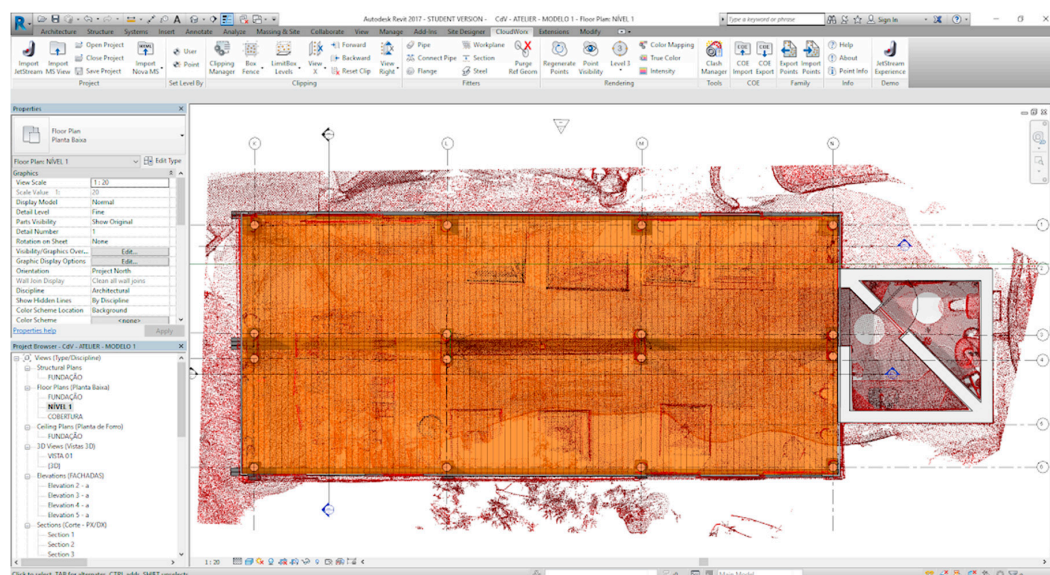 Autodesk Revit 2017 - STUDENT VERSION - CdV - ATELIER - MODELO 1 - Floor Plan: NÍVEL 1
Type a keyword or phrase
Sign In
Architecture Structure Systems Insert Annotate Analyze Massing & Site Collaborate View Manage Add-Ins Site Designer CloudWorx Extensions Modify
Import JetStream
Import MS View
Open Project
Close Project
Save Project
Import Nova MS
User
Point
Clipping Manager
Box Fence
LimitBox Levels
View X
Forward
Backward
Reset Clip
View Right
Pipe
Connect Pipe
Flange
Workplane
Section
Steel
Purge Ref Geom
Regenerate Points
Point Visibility
Level 3
Color Mapping
True Color
Intensity
Clash Manager
COE Import
COE Export
Export Points
Import Points
Help
About
Point Info
JetStream Experience
Project Set Level By Clipping Fitters Rendering Tools COE Family Info Demo
Properties
Floor Plan
Planta Baixa
Floor Plan: NÍVEL 1 Edit Type
Graphics
View Scale 1 : 20
Scale Value 1: 20
Display Model Normal
Detail Level Fine
Parts Visibility Show Original
Detail Number 1
Rotation on Sheet None
Visibility/Graphics Over... Edit...
Graphic Display Options Edit...
Orientation Project North
Wall Join Display Clean all wall joins
Discipline Architectural
Show Hidden Lines By Discipline
Color Scheme Location Background
Color Scheme <none>
Properties help Apply
Project Browser - CdV - ATELIER - MODELO 1
Views (Type/Discipline)
Structural Plans
FUNDAÇÃO
Floor Plans (Planta Baixa)
FUNDAÇÃO
NÍVEL 1
COBERTURA
Ceiling Plans (Planta de Forro)
FUNDAÇÃO
3D Views (Vistas 3D)
VISTA 01
{3D}
Elevations (FACHADAS)
Elevation 2 - a
Elevation 3 - a
Elevation 4 - a
Elevation 5 - a
Sections (Corte - PX/DX)
Section 1
Section 2
Section 3
K L M N
1
2
3
4
5
6
1 : 20
Main Model